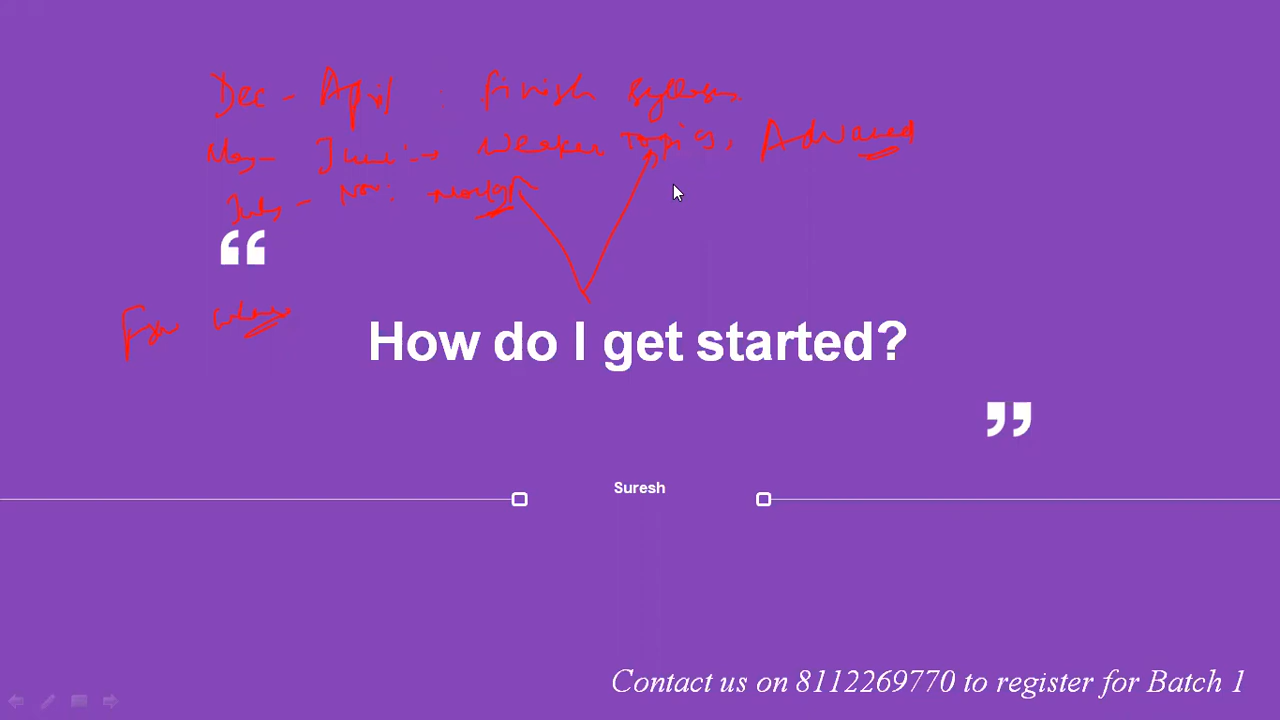 Dec - April : finish syllabus
May - June : → weaker topics, Advanced
July - Nov :
“
How do I get started?
”
Suresh
Contact us on 8112269770 to register for Batch 1